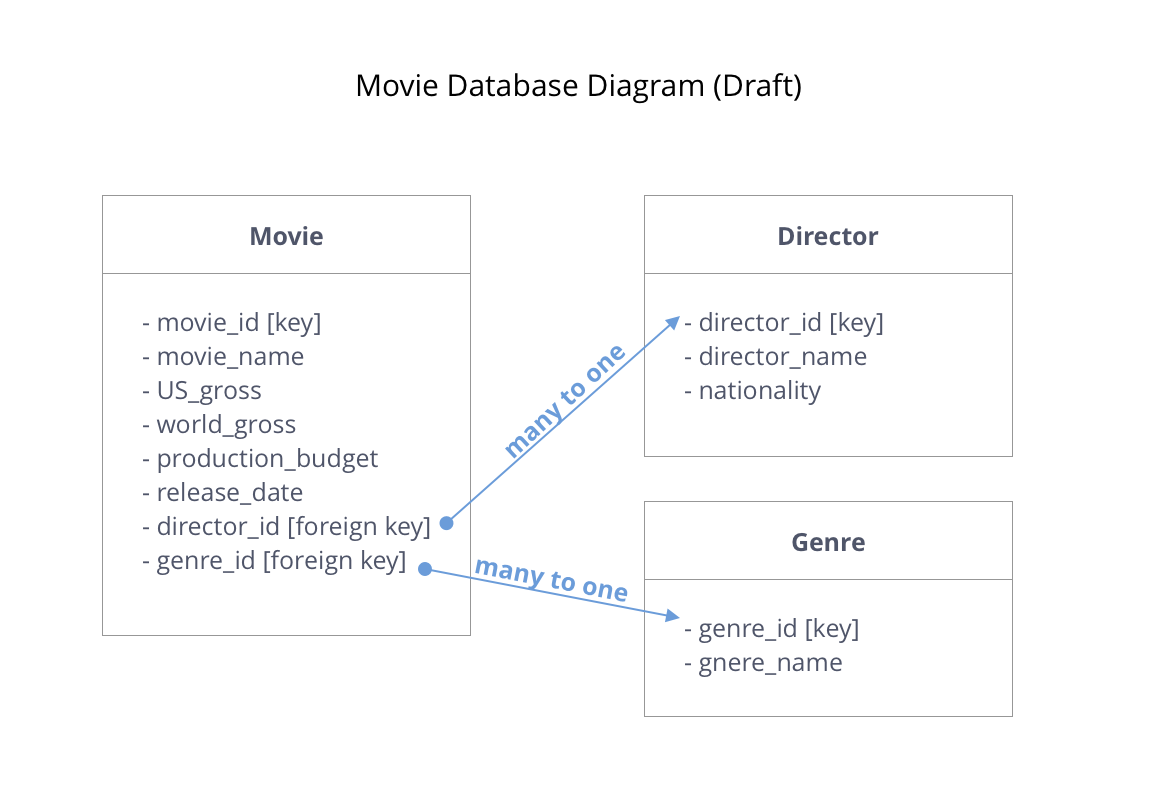 Movie Database Diagram (Draft)
Movie
- movie_id [key]
- movie_name
- US_gross
- world_gross
- production_budget
- release_date
- director_id [foreign key]
- genre_id [foreign key]
many to one
many to one
Director
- director_id [key]
- director_name
- nationality
Genre
- genre_id [key]
- gnere_name